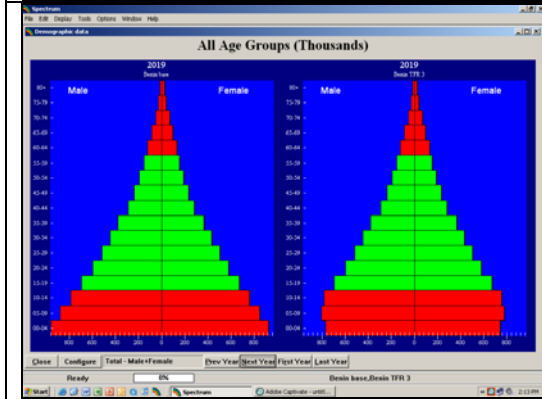 Spectrum
File Edit Display Tools Options Window Help
Demographic data
All Age Groups (Thousands)
2019
Benin base
Male Female
80+
75-79
70-74
65-69
60-64
55-59
50-54
45-49
40-44
35-39
30-34
25-29
20-24
15-19
10-14
05-09
00-04
800 600 400 200 0 200 400 600 800
2019
Benin TFR 3
Male Female
80+
75-79
70-74
65-69
60-64
55-59
50-54
45-49
40-44
35-39
30-34
25-29
20-24
15-19
10-14
05-09
00-04
800 600 400 200 0 200 400 600 800
Close Configure Total - Male+Female Prev Year Next Year First Year Last Year
Ready 0% Benin base,Benin TFR 3
Start Spectrum Adobe Captivate - untitl... 2:13 PM